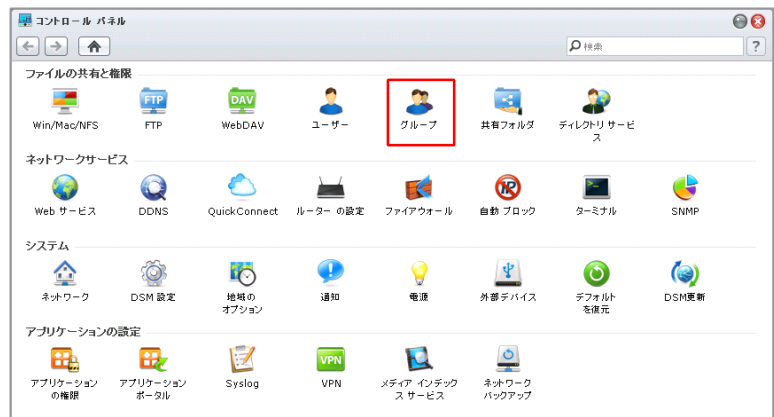 コントロール パネル
検索
?
ファイルの共有と権限
FTP
DAV
Win/Mac/NFS
FTP
WebDAV
ユーザー
グループ
共有フォルダ
ディレクトリ サービ
ス
ネットワークサービス
IP
Web サービス
DDNS
QuickConnect
ルーター の設定
ファイアウォール
自動 ブロック
ターミナル
SNMP
システム
ネットワーク
DSM 設定
地域の
オプション
通知
電源
外部デバイス
デフォルト
を復元
DSM更新
アプリケーションの設定
VPN
アプリケーション
の権限
アプリケーション
ポータル
Syslog
VPN
メディア インデック
ス サービス
ネットワーク
バックアップ